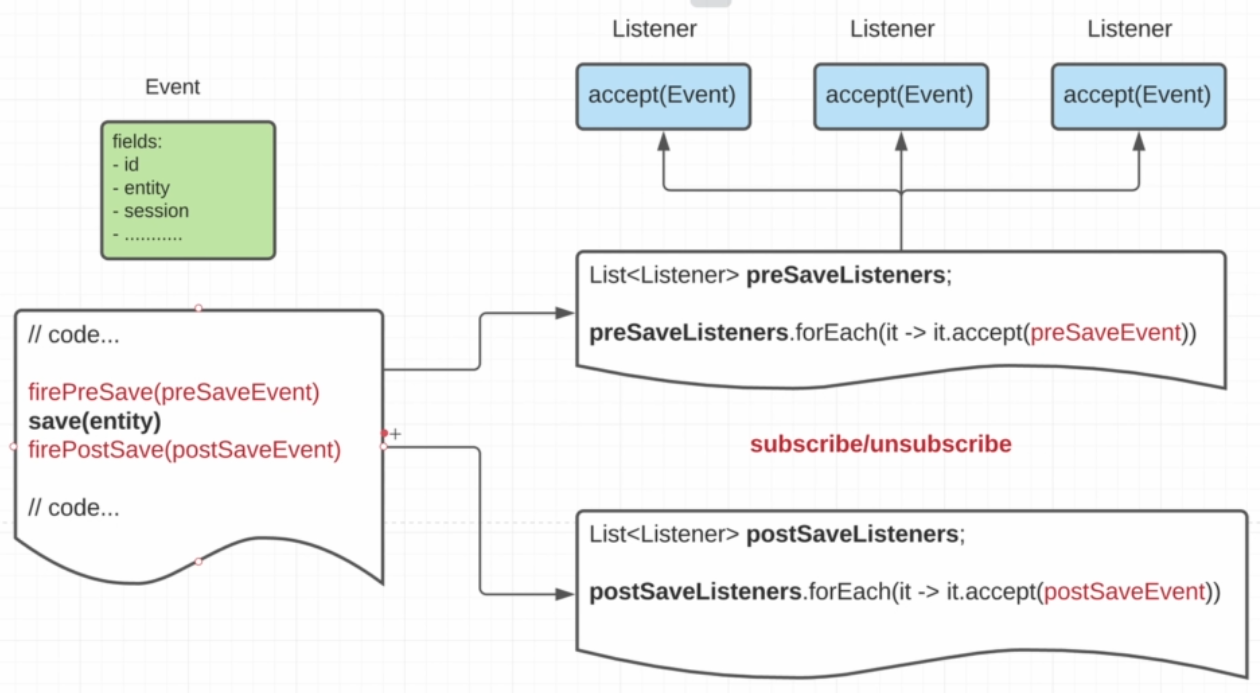 Listener
Listener
Listener
accept(Event)
accept(Event)
accept(Event)
Event
fields:
- id
- entity
- session
- ...........
List<Listener> preSaveListeners;
preSaveListeners.forEach(it -> it.accept(preSaveEvent))
// code...
firePreSave(preSaveEvent)
save(entity)
firePostSave(postSaveEvent)
// code...
subscribe/unsubscribe
List<Listener> postSaveListeners;
postSaveListeners.forEach(it -> it.accept(postSaveEvent))